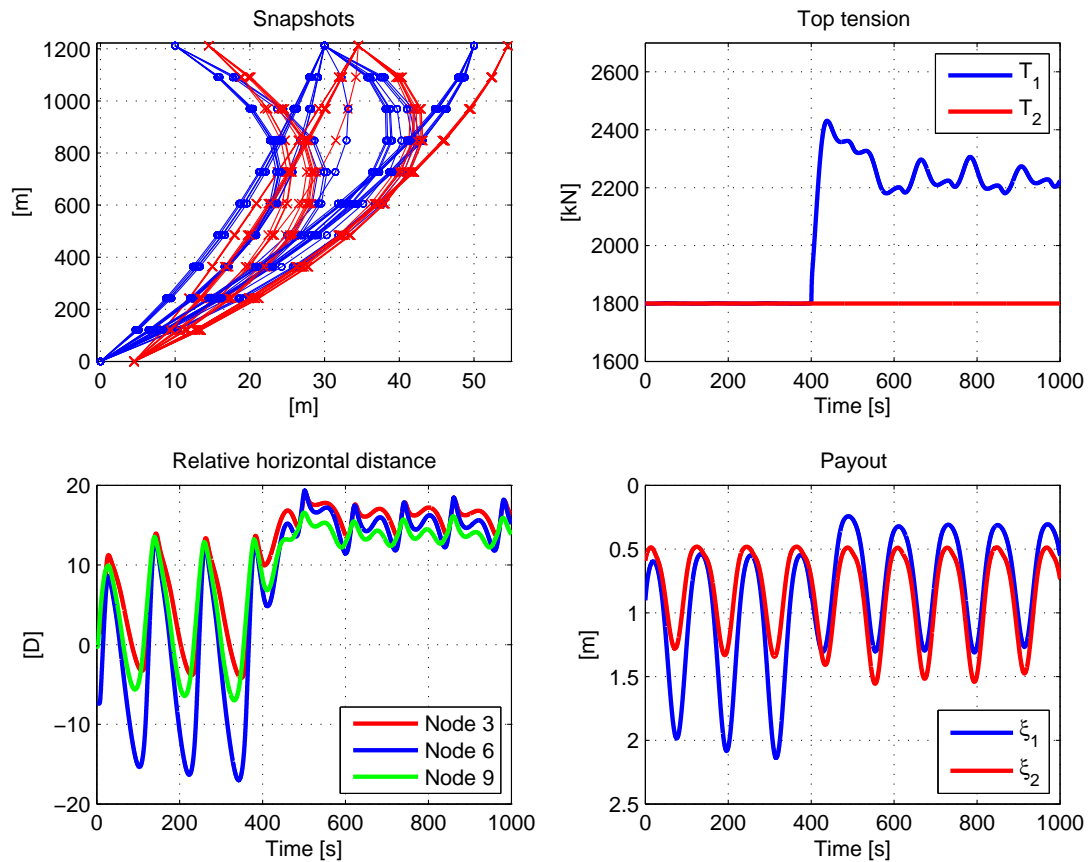 Snapshots
1200
1000
800
600
400
200
0
[m]
0 10 20 30 40 50
[m]
Top tension
2600
2400
2200
2000
1800
1600
[kN]
T1
T2
0 200 400 600 800 1000
Time [s]
Relative horizontal distance
20
10
0
−10
−20
[D]
Node 3
Node 6
Node 9
0 200 400 600 800 1000
Time [s]
Payout
0
0.5
1.0
1.5
2
2.5
[m]
ξ1
ξ2
0 200 400 600 800 1000
Time [s]